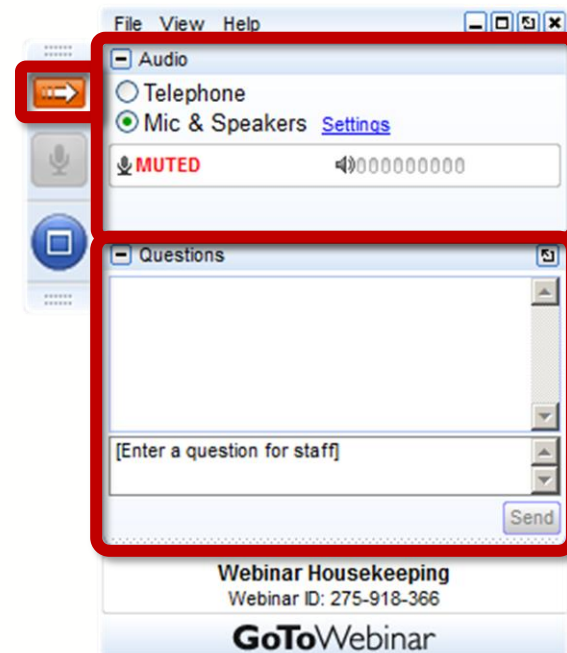 File View Help
Audio
Telephone
Mic & Speakers Settings
MUTED 000000000
Questions
[Enter a question for staff]
Send
Webinar Housekeeping
Webinar ID: 275-918-366
GoToWebinar